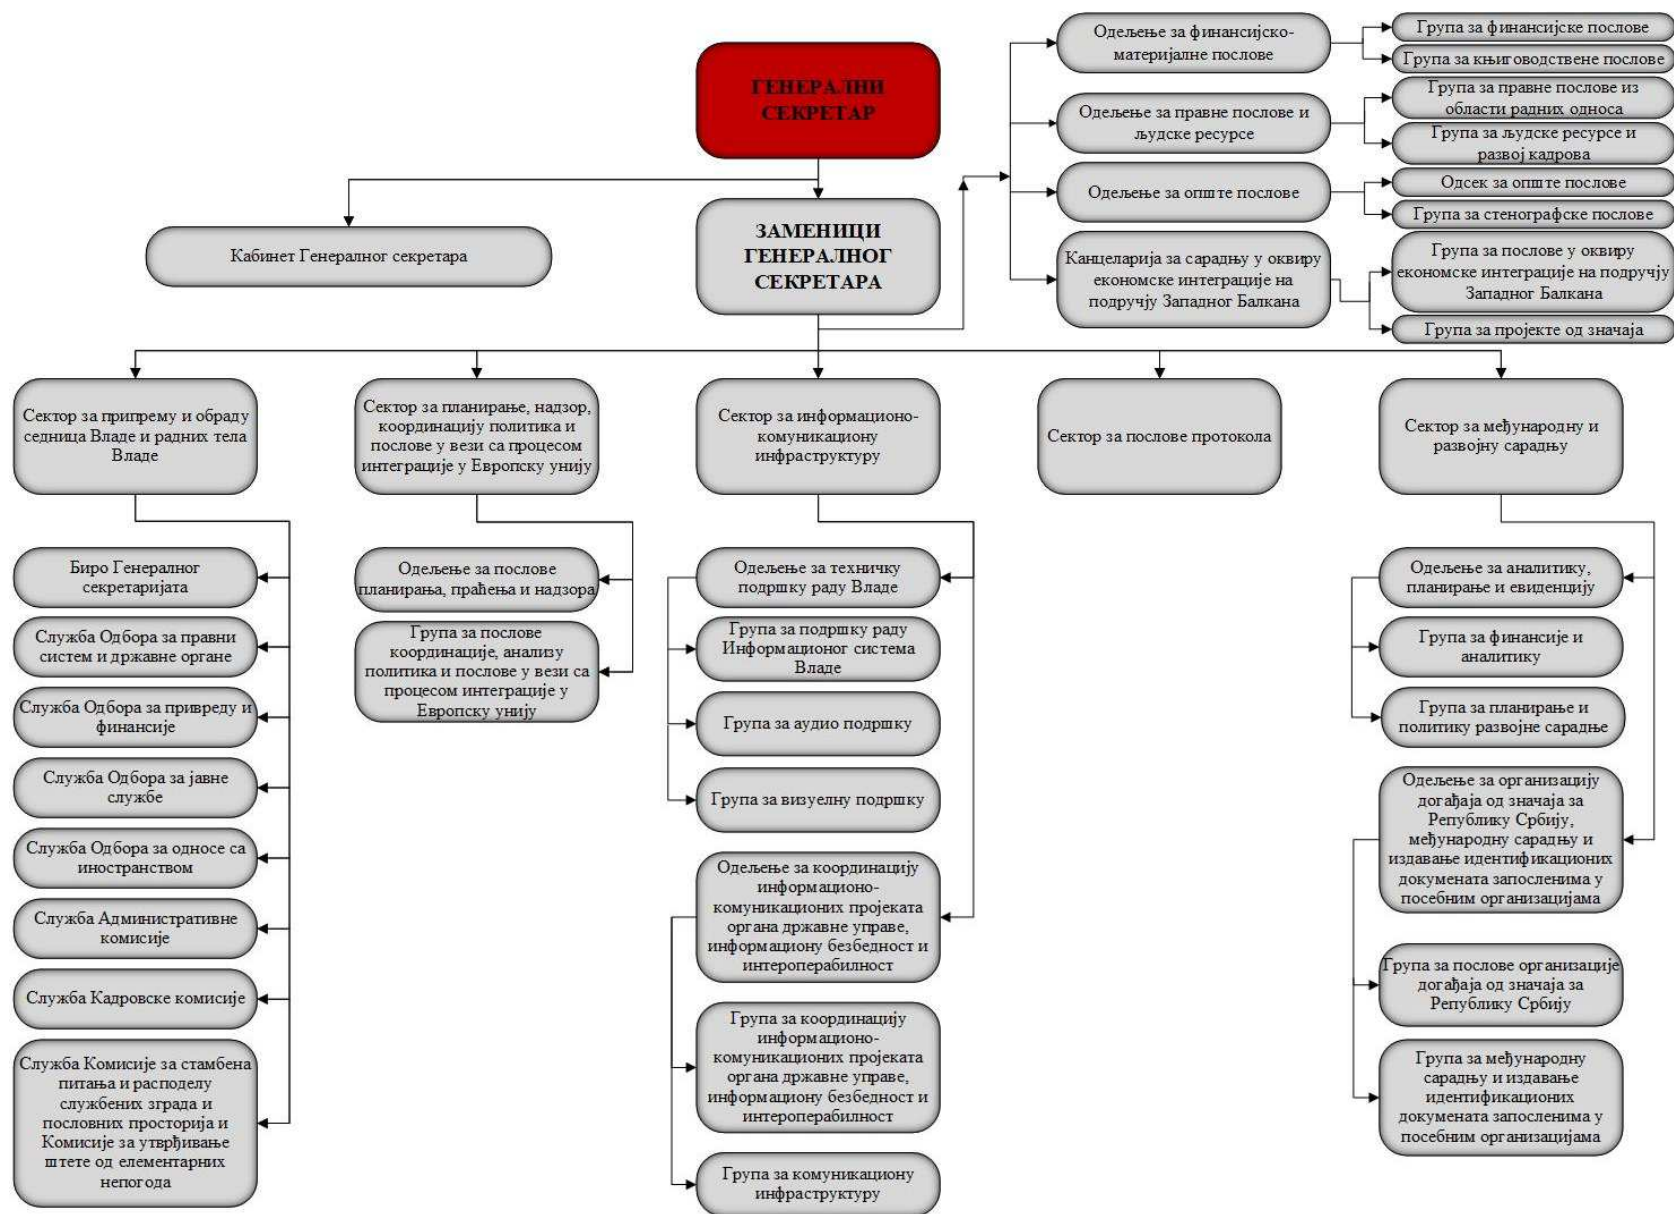 ГЕНЕРАЛНИ
СЕКРЕТАР
Кабинет Генералног секретара
ЗАМЕНИЦИ
ГЕНЕРАЛНОГ
СЕКРЕТАРА
Одељење за финансијско-
материјалне послове
Група за финансијске послове
Група за књиговодствене послове
Одељење за правне послове и
људске ресурсе
Група за правне послове из
области радних односа
Група за људске ресурсе и
развој кадрова
Одељење за опште послове
Одсек за опште послове
Група за стенографске послове
Канцеларија за сарадњу у оквиру
економске интеграције на
подручју Западног Балкана
Група за послове у оквиру
економске интеграције на подручју
Западног Балкана
Група за пројекте од значаја
Сектор за припрему и обраду
седница Владе и радних тела
Владе
Биро Генералног
секретаријата
Служба Одбора за правни
систем и државне органе
Служба Одбора за привреду и
финансије
Служба Одбора за јавне
службе
Служба Одбора за односе са
иностранством
Служба Административне
комисије
Служба Кадровске комисије
Служба Комисије за стамбена
питања и расподелу
службених зграда и
пословних просторија и
Комисије за утврђивање
штете од елементарних
непогода
Сектор за планирање, надзор,
координацију политика и
послове у вези са процесом
интеграције у Европску унију
Одељење за послове
планирања, праћења и надзора
Група за послове
координације, анализу
политика и послове у вези са
процесом интеграције у
Европску унију
Сектор за информационо-
комуникациону
инфраструктуру
Одељење за техничку
подршку раду Владе
Група за подршку раду
Информационог система
Владе
Група за аудио подршку
Група за визуелну подршку
Одељење за координацију
информационо-
комуникационих пројеката
органа државне управе,
информациону безбедност и
интероперабилност
Група за координацију
информационо-
комуникационих пројеката
органа државне управе,
информациону безбедност и
интероперабилност
Група за комуникациону
инфраструктуру
Сектор за послове протокола
Сектор за међународну и
развојну сарадњу
Одељење за аналитику,
планирање и евиденцију
Група за финансије и
аналитику
Група за планирање и
политику развојне сарадње
Одељење за организацију
догађаја од значаја за
Републику Србију,
међународну сарадњу и
издавање идентификационих
докумената запосленима у
посебним организацијама
Група за послове организације
догађаја од значаја за
Републику Србију
Група за међународну
сарадњу и издавање
идентификационих
докумената запосленима у
посебним организацијама